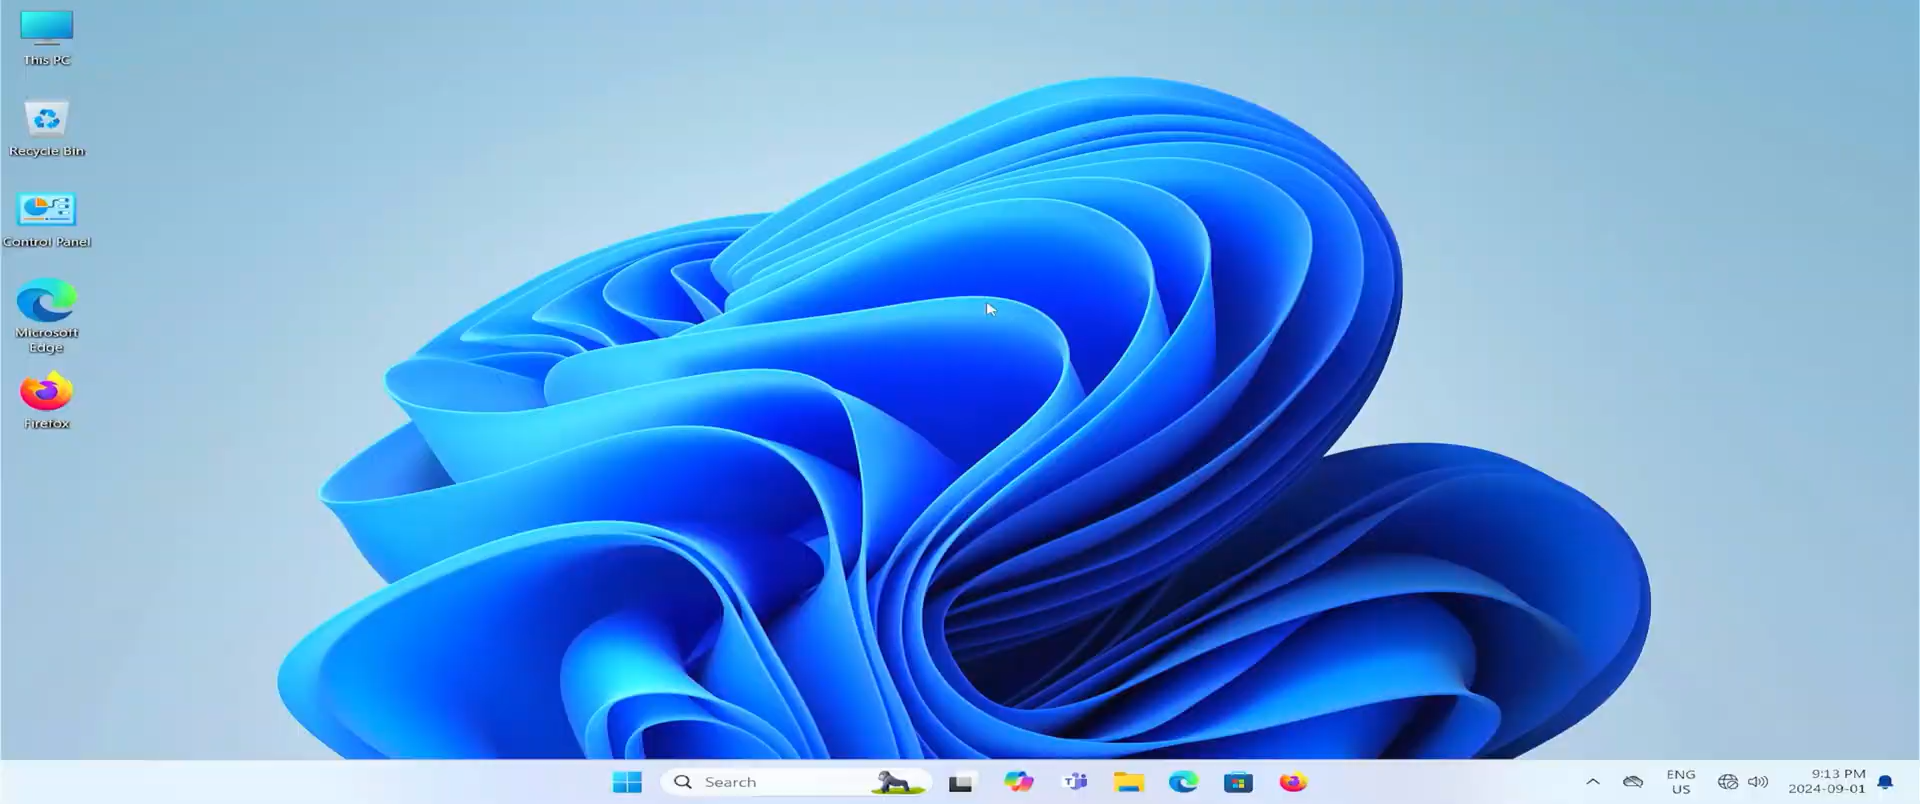 This PC
Recycle Bin
Control Panel
Microsoft
Edge
Firefox
Search
ENG
US
9:13 PM
2024-09-01